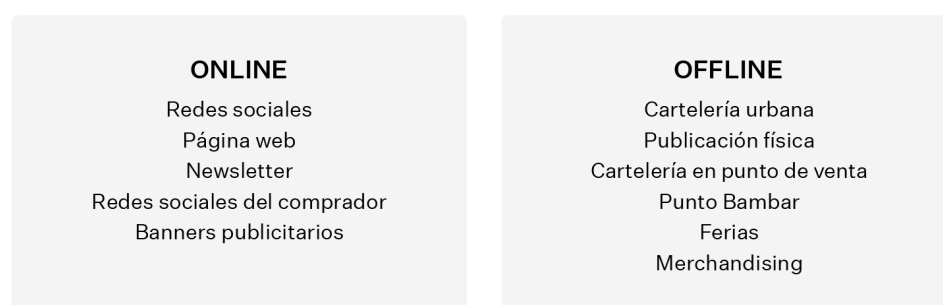 ONLINE
Redes sociales
Página web
Newsletter
Redes sociales del comprador
Banners publicitarios
OFFLINE
Cartelería urbana
Publicación física
Cartelería en punto de venta
Punto Bambar
Ferias
Merchandising